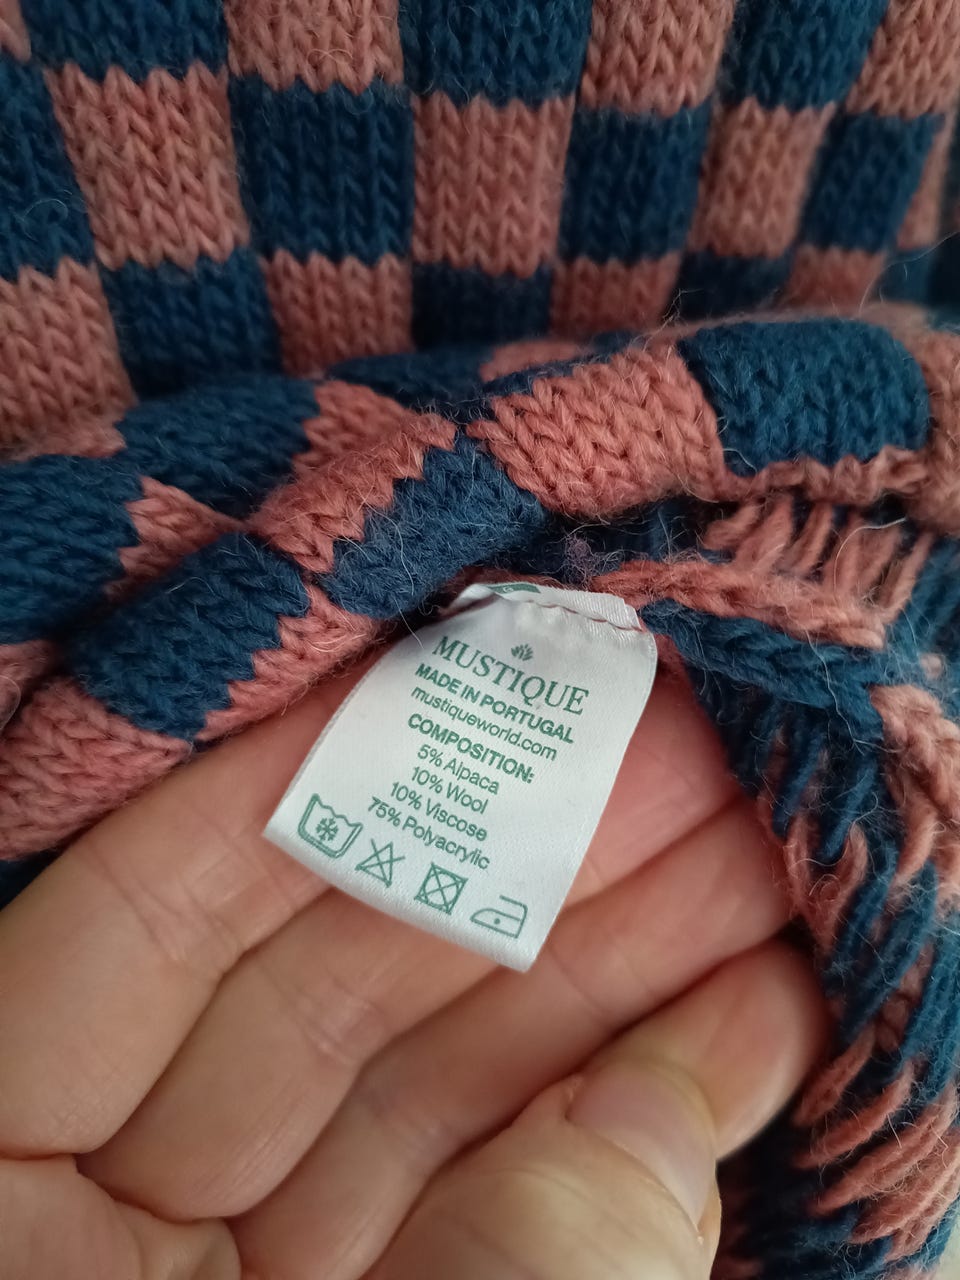 MUSTIQUE
MADE IN PORTUGAL
mustiqueworld.com
COMPOSITION:
5% Alpaca
10% Wool
10% Viscose
75% Polyacrylic